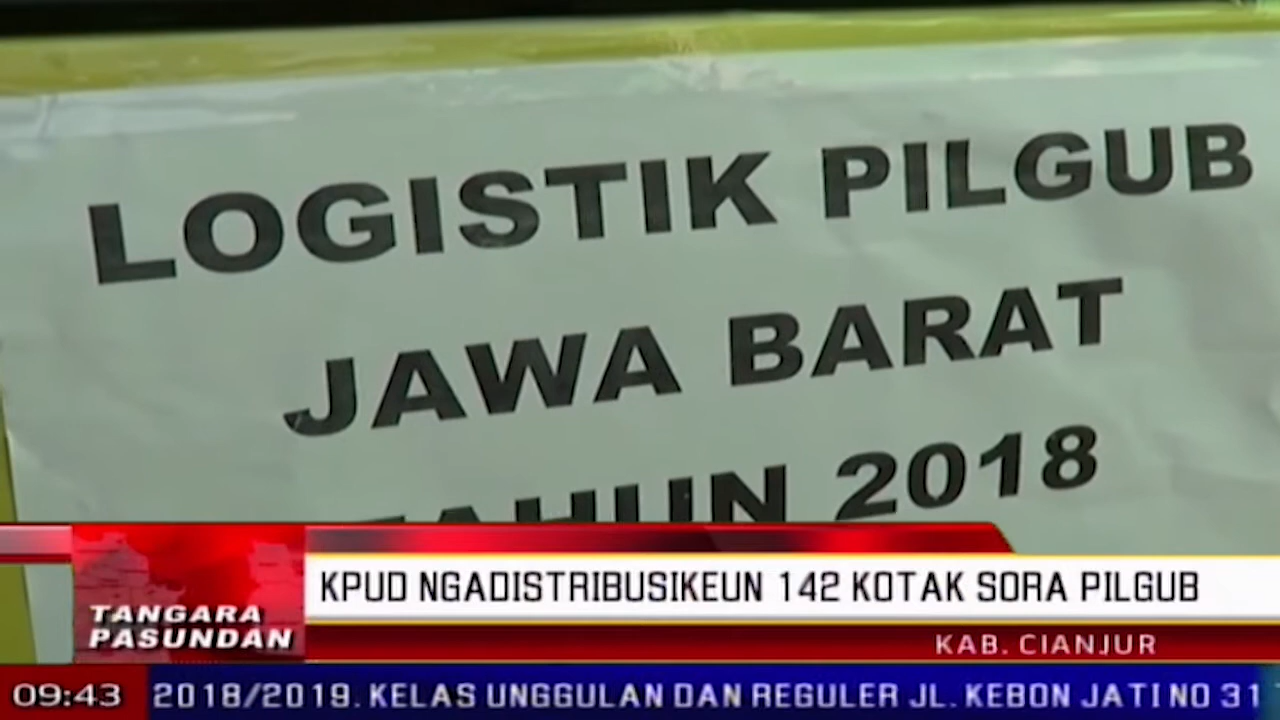 LOGISTIK PILGUB
JAWA BARAT
TAHUN 2018
KPUD NGADISTRIBUSIKEUN 142 KOTAK SORA PILGUB
TANGARA
PASUNDAN
KAB. CIANJUR
09:43
2018/2019. KELAS UNGGULAN DAN REGULER JL. KEBON JATI NO 31